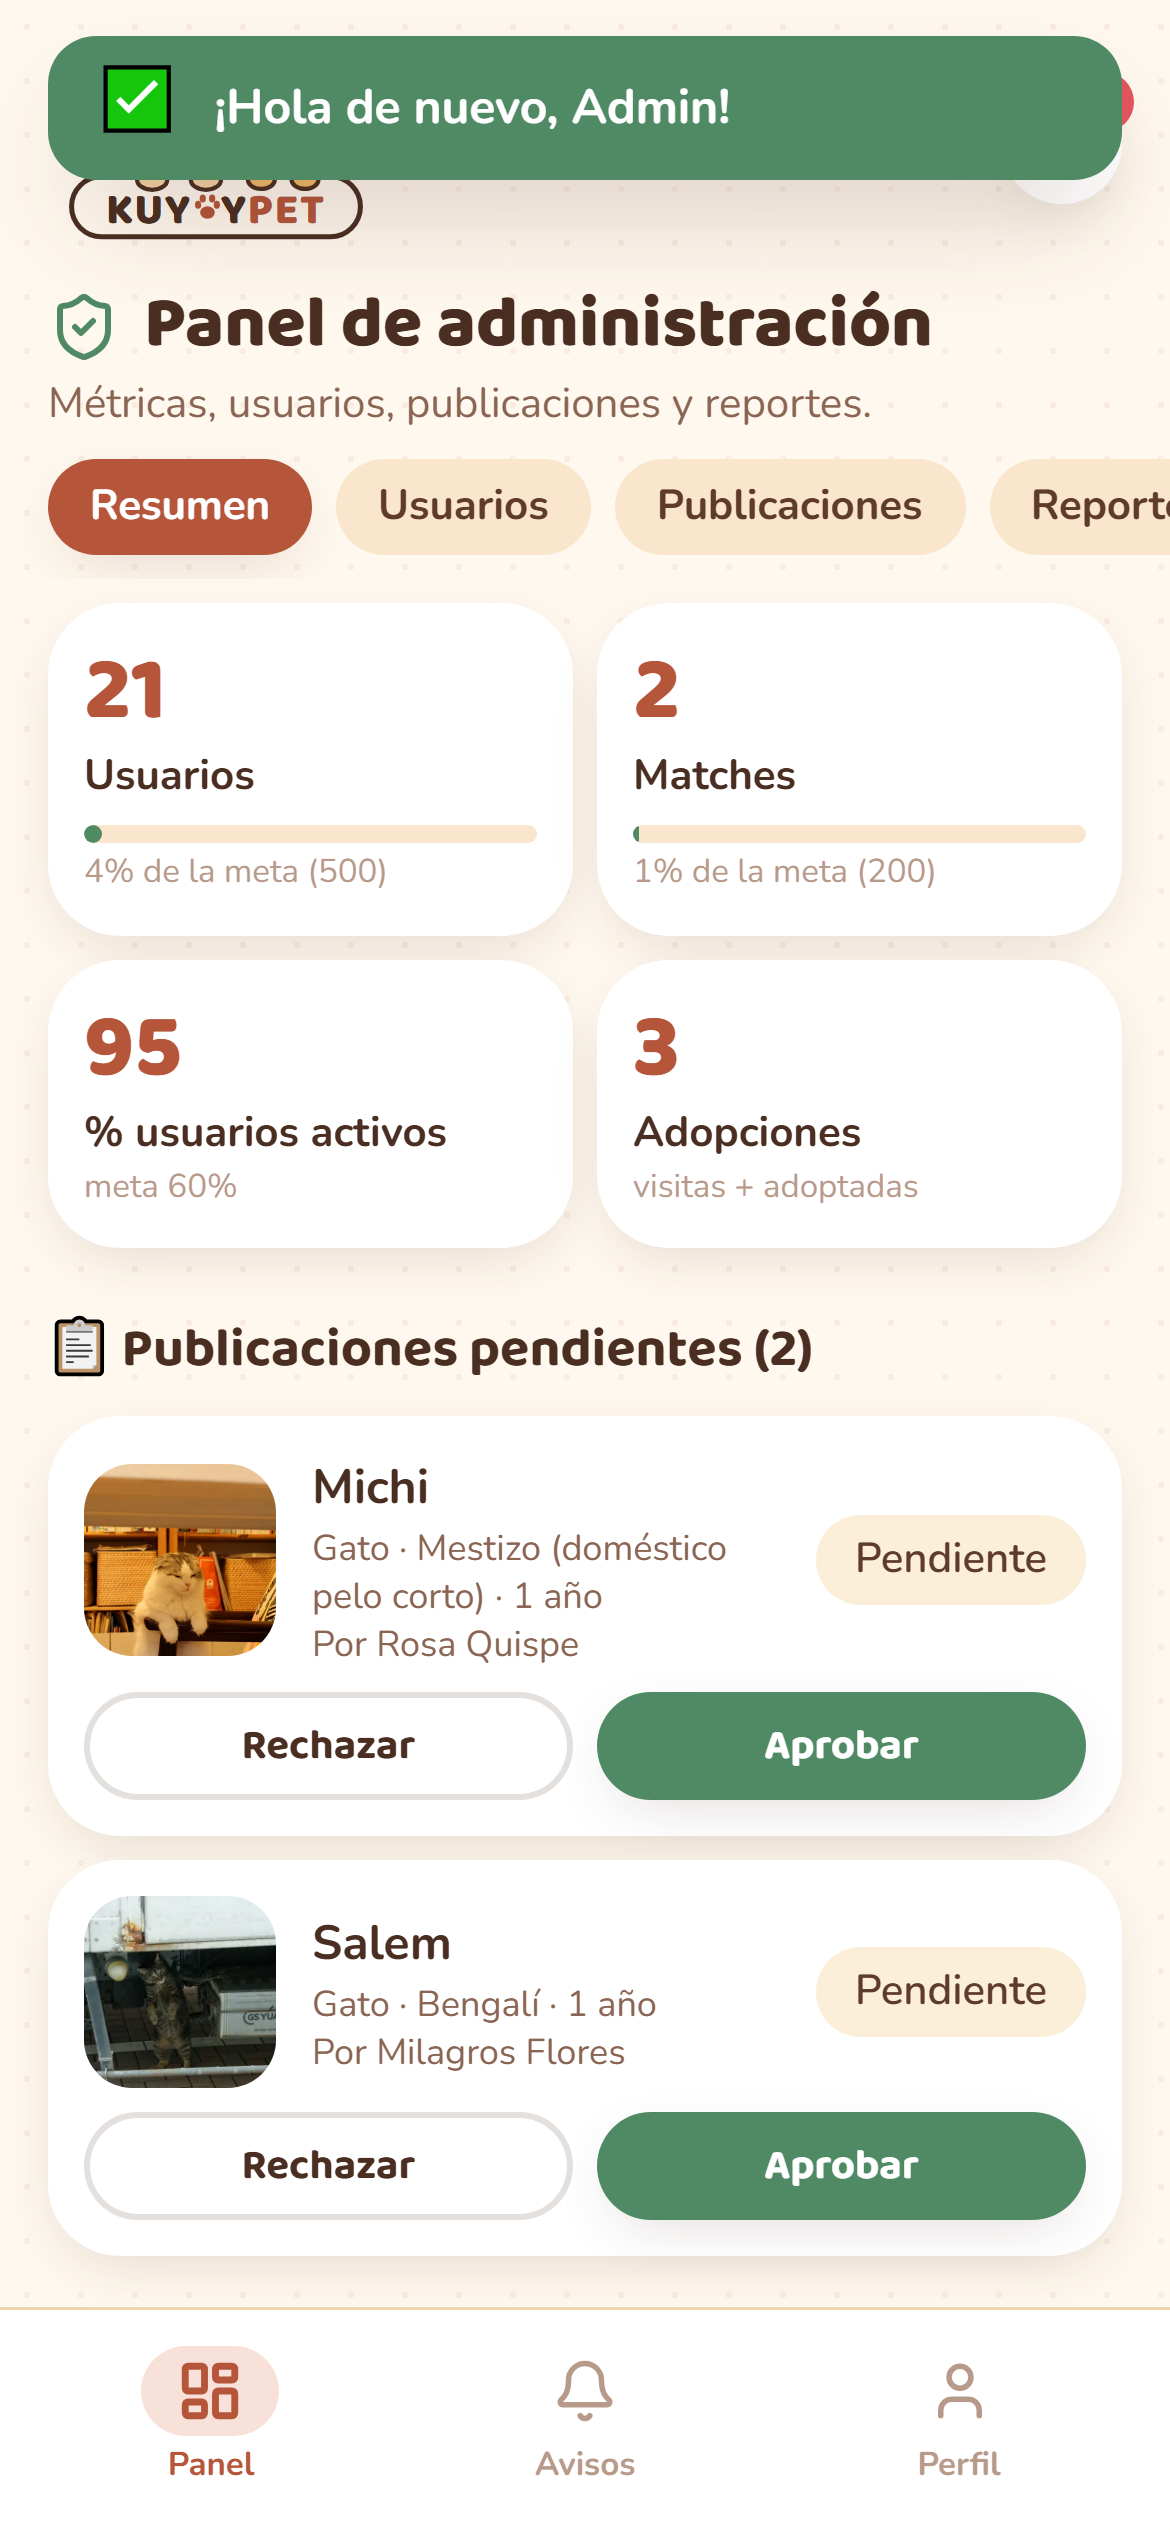 ¡Hola de nuevo, Admin!
KUYAYPET
Panel de administración
Métricas, usuarios, publicaciones y reportes.
Resumen
Usuarios
Publicaciones
21
Usuarios
4% de la meta (500)
2
Matches
1% de la meta (200)
95
% usuarios activos
meta 60%
3
Adopciones
visitas + adoptadas
Publicaciones pendientes (2)
Michi
Gato · Mestizo (doméstico
pelo corto) · 1 año
Por Rosa Quispe
Pendiente
Rechazar
Aprobar
Salem
Gato · Bengalí · 1 año
Por Milagros Flores
Pendiente
Rechazar
Aprobar
Panel
Avisos
Perfil